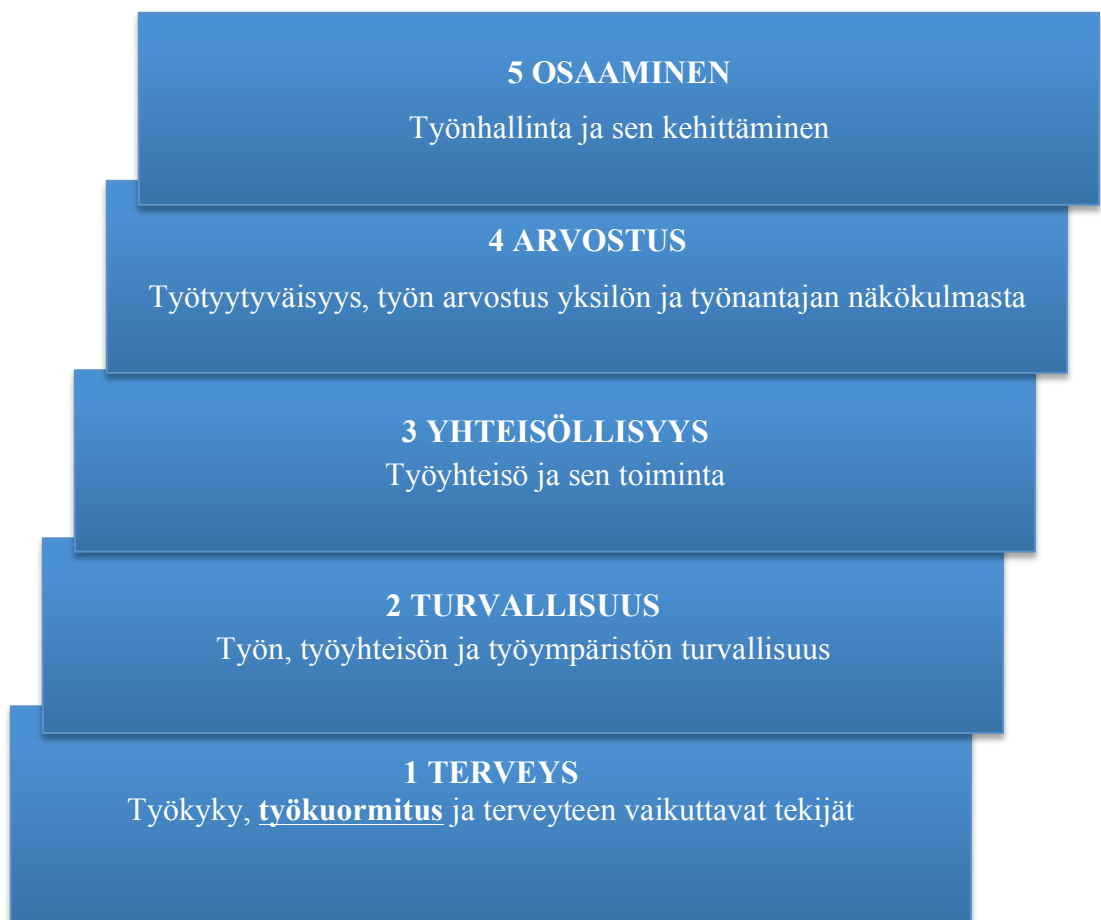 5 OSAAMINEN
Työnhallinta ja sen kehittäminen
4 ARVOSTUS
Työtyytyväisyys, työn arvostus yksilön ja työnantajan näkökulmasta
3 YHTEISÖLLISYYS
Työyhteisö ja sen toiminta
2 TURVALLISUUS
Työn, työyhteisön ja työympäristön turvallisuus
1 TERVEYS
Työkyky, työkuormitus ja terveyteen vaikuttavat tekijät